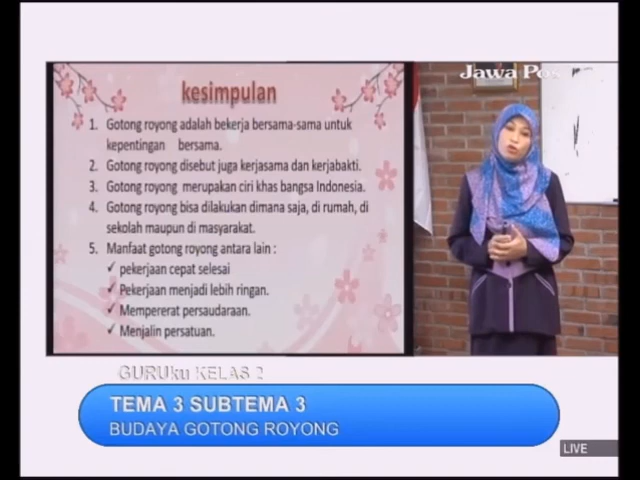 Jawa Pos
kesimpulan
1. Gotong royong adalah bekerja bersama-sama untuk
kepentingan bersama.
2. Gotong royong disebut juga kerjasama dan kerjabakti.
3. Gotong royong merupakan ciri khas bangsa Indonesia.
4. Gotong royong bisa dilakukan dimana saja, di rumah, di
sekolah maupun di masyarakat.
5. Manfaat gotong royong antara lain :
✓ pekerjaan cepat selesai
✓ Pekerjaan menjadi lebih ringan.
✓ Mempererat persaudaraan.
✓ Menjalin persatuan.
GURUku KELAS 2
TEMA 3 SUBTEMA 3
BUDAYA GOTONG ROYONG
LIVE